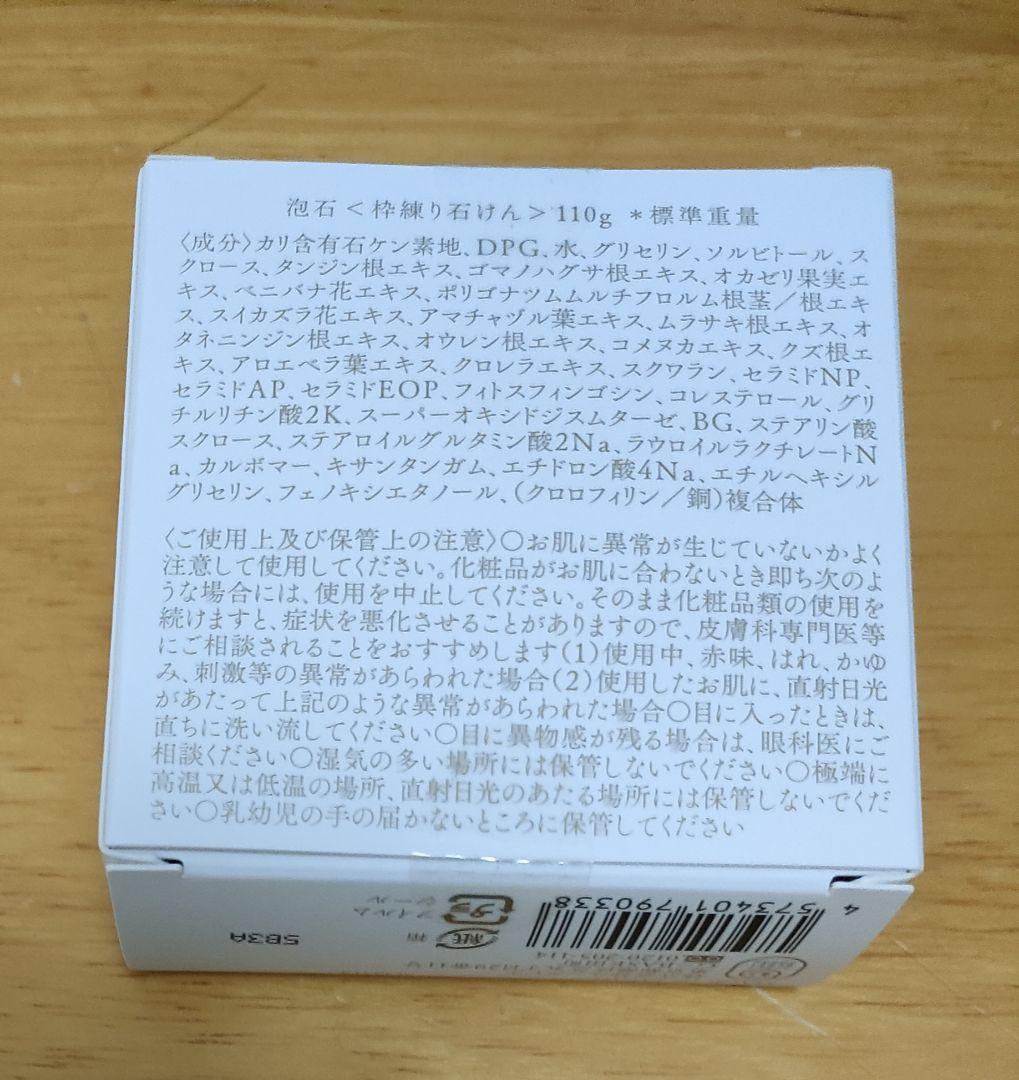 泡石＜枠練り石けん＞110g ＊標準重量
〈成分〉カリ含有石ケン素地、DPG、水、グリセリン、ソルビトール、ス
クロース、タンジン根エキス、ゴマノハグサ根エキス、オカゼリ果実エ
キス、ベニバナ花エキス、ポリゴナツムムルチフロルム根茎／根エキ
ス、スイカズラ花エキス、アマチャヅル葉エキス、ムラサキ根エキス、オ
タネニンジン根エキス、オウレン根エキス、コメヌカエキス、クズ根エ
キス、アロエベラ葉エキス、クロレラエキス、スクワラン、セラミドNP、
セラミドAP、セラミドEOP、フィトスフィンゴシン、コレステロール、グリ
チルリチン酸2K、スーパーオキシドジスムターゼ、BG、ステアリン酸
スクロース、ステアロイルグルタミン酸2Na、ラウロイルラクチレートN
a、カルボマー、キサンタンガム、エチドロン酸4Na、エチルヘキシル
グリセリン、フェノキシエタノール、（クロロフィリン／銅）複合体
〈ご使用上及び保管上の注意〉○お肌に異常が生じていないかよく
注意して使用してください。化粧品がお肌に合わないとき即ち次のよ
うな場合には、使用を中止してください。そのまま化粧品類の使用を
続けますと、症状を悪化させることがありますので、皮膚科専門医等
にご相談されることをおすすめします（1）使用中、赤味、はれ、かゆ
み、刺激等の異常があらわれた場合（2）使用したお肌に、直射日光
があたって上記のような異常があらわれた場合○目に入ったときは、
直ちに洗い流してください○目に異物感が残る場合は、眼科医にご
相談ください○湿気の多い場所には保管しないでください○極端に
高温又は低温の場所、直射日光のあたる場所には保管しないでくだ
さい○乳幼児の手の届かないところに保管してください
4 573401 790338
フィルム
シール
プラ
紙
箱
5B3A